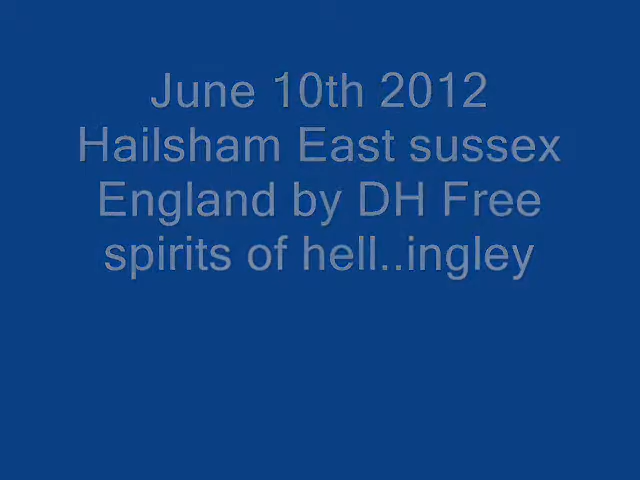 June 10th 2012
Hailsham East sussex
England by DH Free
spirits of hell..ingley